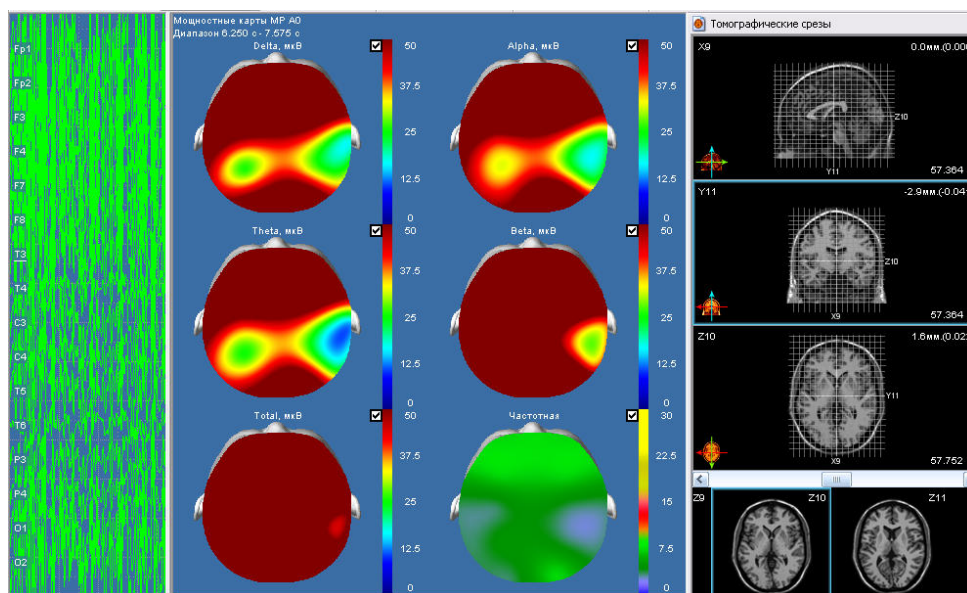 Fp1
Fp2
F3
F4
F7
F8
T3
T4
C3
C4
T5
T6
P3
P4
O1
O2
Мощностные карты МР А0
Диапазон 6.250 с - 7.575 с
Delta, мкВ
50
37.5
25
12.5
0
Alpha, мкВ
50
37.5
25
12.5
0
Theta, мкВ
50
37.5
25
12.5
0
Beta, мкВ
50
37.5
25
12.5
0
Total, мкВ
50
37.5
25
12.5
0
Частотная
30
22.5
15
7.5
0
Томографические срезы
X9
0.0мм.(0.00
Z10
Y11
57.364
Y11
-2.9мм.(-0.04
Z10
X9
57.364
Z10
1.6мм.(0.02
Y11
X9
57.752
Z9
Z10
Z11